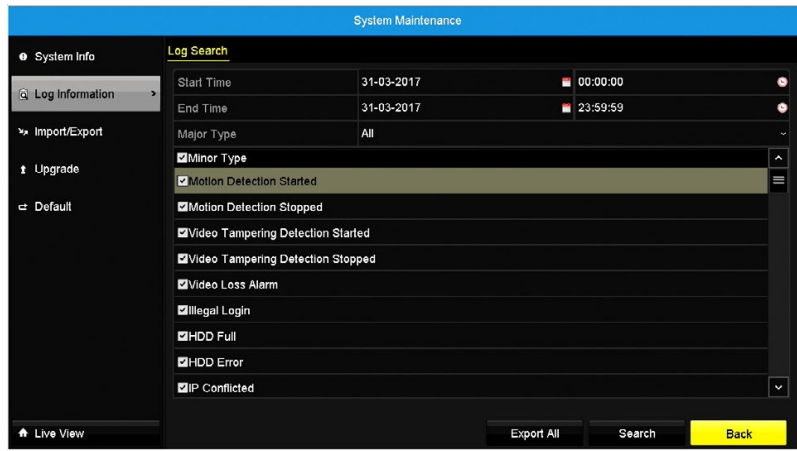 System Maintenance
System Info
Log Information >
Import/Export
Upgrade
Default
Live View
Log Search
Start Time 31-03-2017 00:00:00
End Time 31-03-2017 23:59:59
Major Type All
Minor Type
Motion Detection Started
Motion Detection Stopped
Video Tampering Detection Started
Video Tampering Detection Stopped
Video Loss Alarm
Illegal Login
HDD Full
HDD Error
IP Conflicted
Export All Search Back